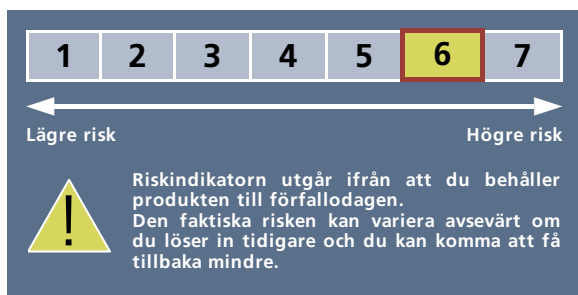 1 2 3 4 5 6 7
Lägre risk Högre risk
Riskindikatorn utgår ifrån att du behåller
produkten till förfallodagen.
Den faktiska risken kan variera avsevärt om
du löser in tidigare och du kan komma att få
tillbaka mindre.